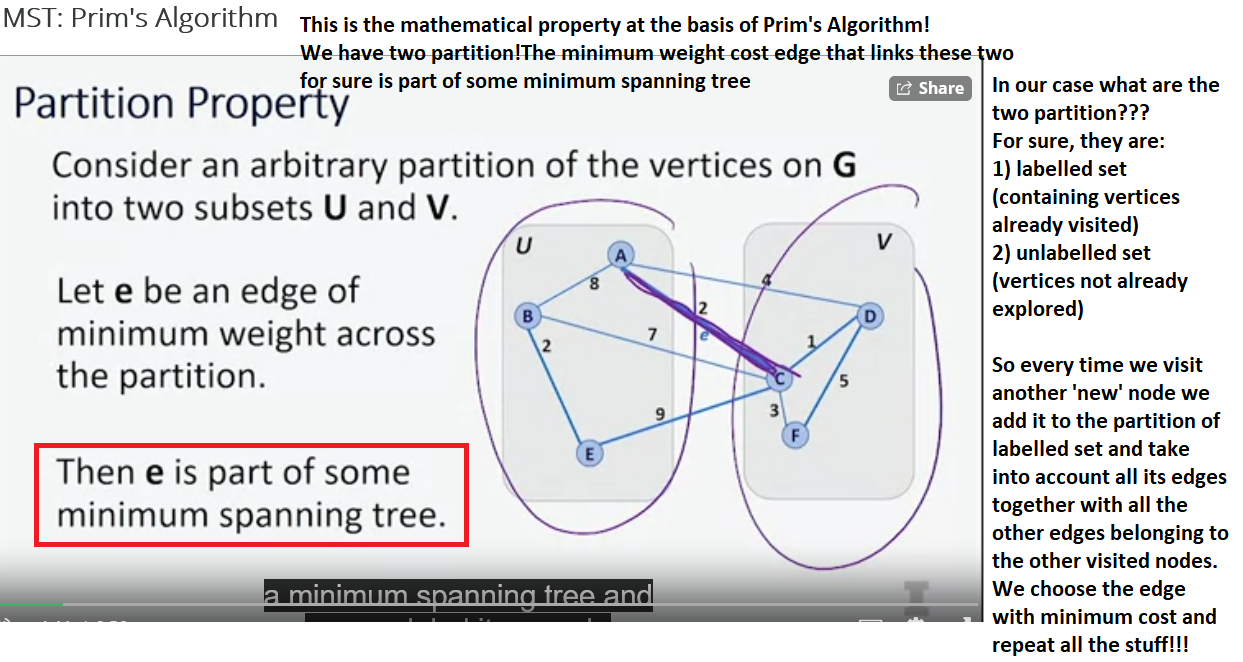 MST: Prim's Algorithm
This is the mathematical property at the basis of Prim's Algorithm!
We have two partition!The minimum weight cost edge that links these two
for sure is part of some minimum spanning tree
Share
Partition Property
Consider an arbitrary partition of the vertices on G
into two subsets U and V.
Let e be an edge of
minimum weight across
the partition.
Then e is part of some
minimum spanning tree.
U
V
A
8
4
2
B
D
e
7
2
1
C
5
3
9
F
E
a minimum spanning tree and
In our case what are the
two partition???
For sure, they are:
1) labelled set
(containing vertices
already visited)
2) unlabelled set
(vertices not already
explored)
So every time we visit
another 'new' node we
add it to the partition of
labelled set and take
into account all its edges
together with all the
other edges belonging to
the other visited nodes.
We choose the edge
with minimum cost and
repeat all the stuff!!!